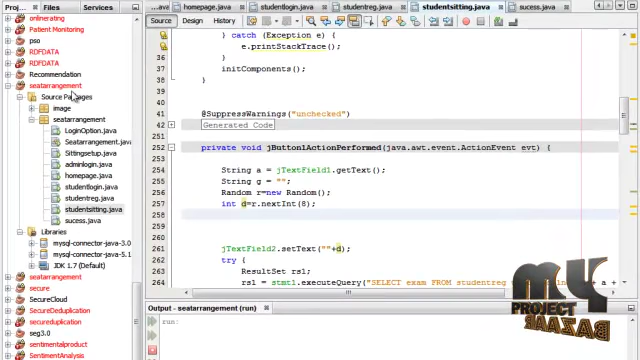 Proj...
Files
Services
onlinerating
Patient Monitoring
pso
RDFDATA
RDFDATA
Recommendation
seatarrangement
Source Packages
image
seatarrangement
LoginOption.java
Seatarrangement.java
Sittingsetup.java
adminlogin.java
homepage.java
studentlogin.java
studentreg.java
studentsitting.java
sucess.java
Libraries
mysql-connector-java-3.0
mysql-connector-java-5.1
JDK 1.7 (Default)
seatarrangement
secure
SecureCloud
SecureDeduplication
secureduplication
seg3.0
sentimentalproduct
SentimentAnalysis
...ava
homepage.java
studentlogin.java
studentreg.java
studentsitting.java
sucess.java
Source
Design
History
} catch (Exception e) {
e.printStackTrace();
36 }
37 initComponents();
38 }
40
41 @SuppressWarnings("unchecked")
42 Generated Code
251
252 private void jButton1ActionPerformed(java.awt.event.ActionEvent evt) {
253
254 String a = jTextField1.getText();
255 String g = "";
256 Random r=new Random();
257 int d=r.nextInt(8);
258
261 jTextField2.setText(""+d);
262 try {
263 ResultSet rs1;
264 rs1 = stmt1.executeQuery("SELECT exam FROM studentreg WHERE
Output - seatarrangement (run)
run:
MY
PROJECT
BAZAAR